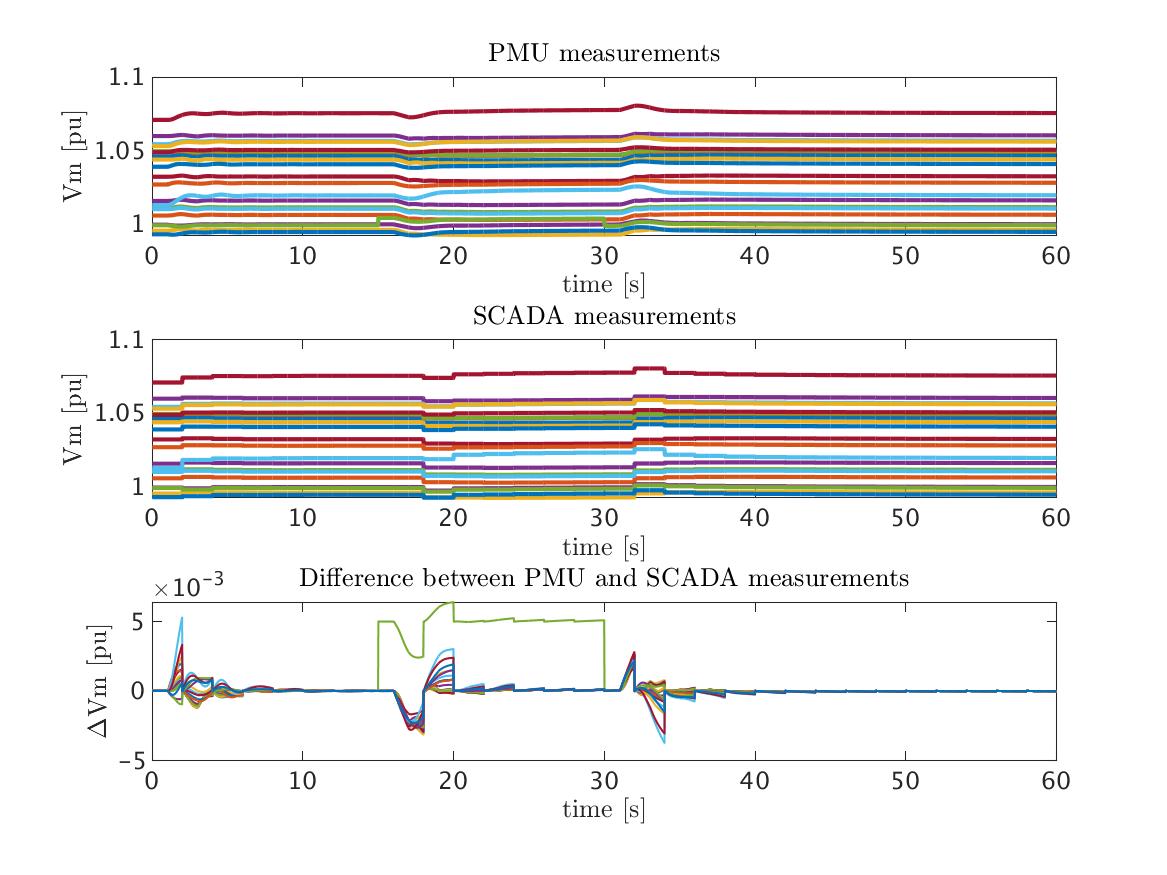 PMU measurements
1.1
1.05
1
Vm [pu]
0 10 20 30 40 50 60
time [s]
SCADA measurements
1.1
1.05
1
Vm [pu]
0 10 20 30 40 50 60
time [s]
Difference between PMU and SCADA measurements
×10⁻³
5
0
-5
ΔVm [pu]
0 10 20 30 40 50 60
time [s]